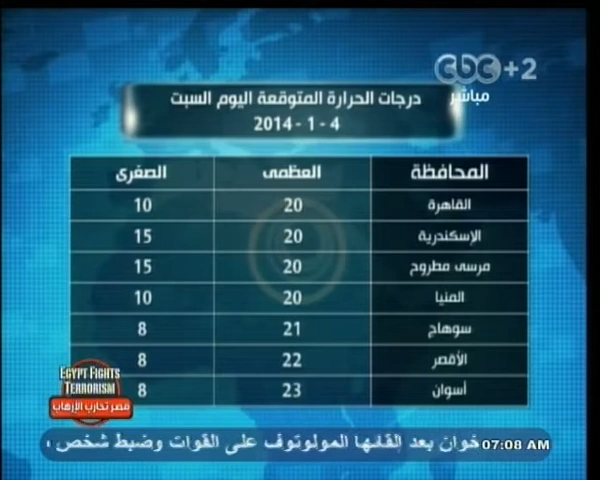 cbc +2
مباشر
درجات الحرارة المتوقعة اليوم السبت
4 - 1 - 2014
المحافظة العظمى الصغرى
القاهرة 20 10
الإسكندرية 20 15
مرسى مطروح 20 15
المنيا 20 10
سوهاج 21 8
الأقصر 22 8
أسوان 23 8
EGYPT FIGHTS
TERRORISM
مصر تحارب الإرهاب
07:08 AM خوان بعد القائها المولوتوف على القوات وضبط شخص